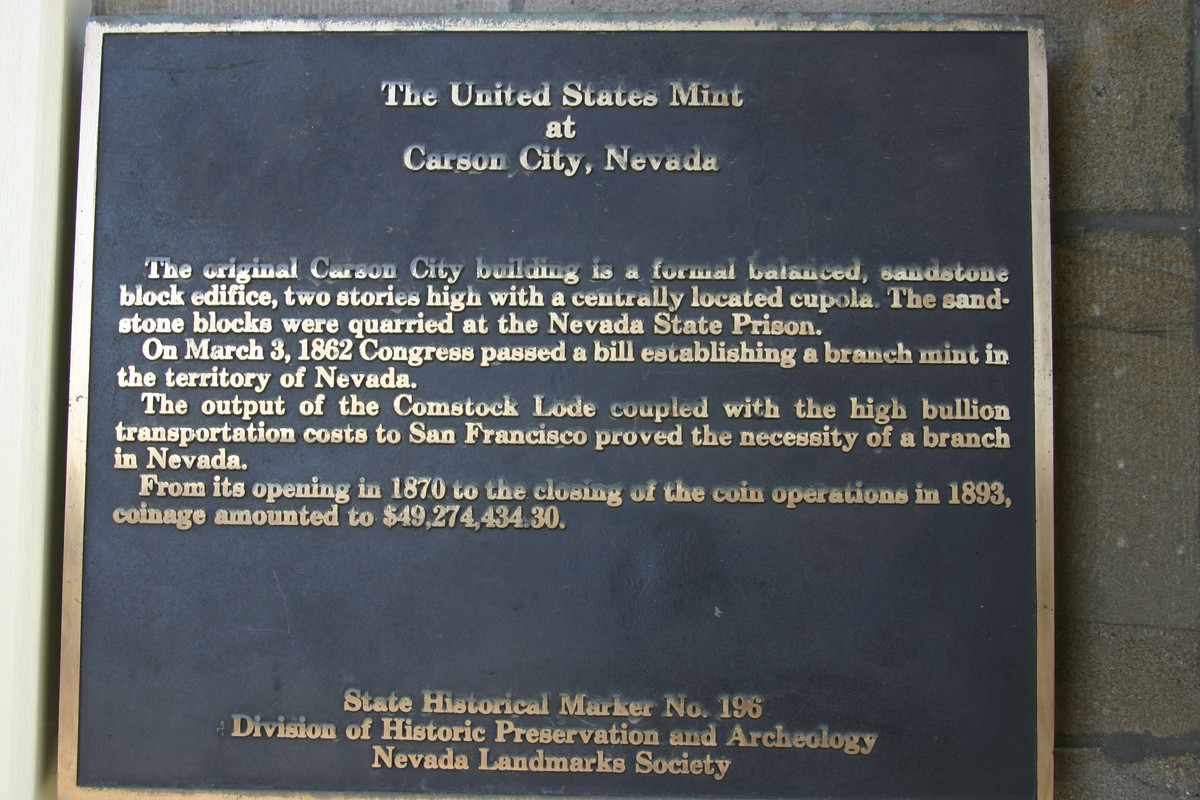 The United States Mint
at
Carson City, Nevada
The original Carson City building is a formal balanced, sandstone
block edifice, two stories high with a centrally located cupola. The sand-
stone blocks were quarried at the Nevada State Prison.
On March 3, 1862 Congress passed a bill establishing a branch mint in
the territory of Nevada.
The output of the Comstock Lode coupled with the high bullion
transportation costs to San Francisco proved the necessity of a branch
in Nevada.
From its opening in 1870 to the closing of the coin operations in 1893,
coinage amounted to $49,274,434.30.
State Historical Marker No. 196
Division of Historic Preservation and Archeology
Nevada Landmarks Society